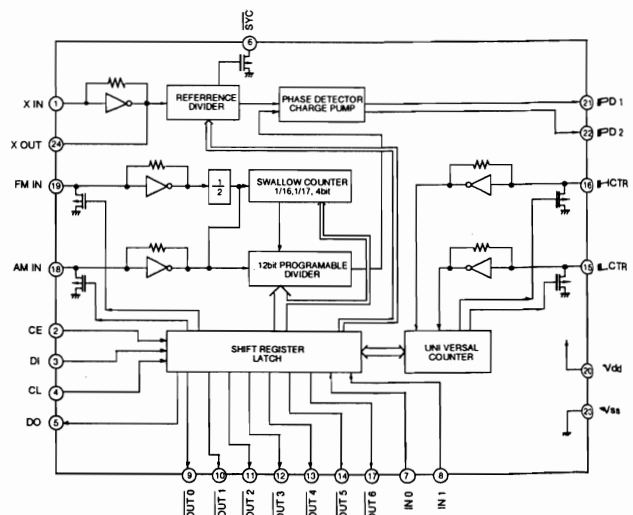 SYC
6
X IN
1
REFERRENCE
DIVIDER
PHASE DETECTOR
CHARGE PUMP
21
PD 1
22
PD 2
X OUT
24
FM IN
19
1
2
SWALLOW COUNTER
1/16,1/17, 4bit
16
HCTR
AM IN
18
12bit PROGRAMABLE
DIVIDER
15
LCTR
CE
2
DI
3
CL
4
DO
5
SHIFT REGISTER
LATCH
UNIVERSAL
COUNTER
20
Vdd
23
Vss
9
10
11
12
13
14
17
7
8
OUT 0
OUT 1
OUT 2
OUT 3
OUT 4
OUT 5
OUT 6
IN 0
IN 1